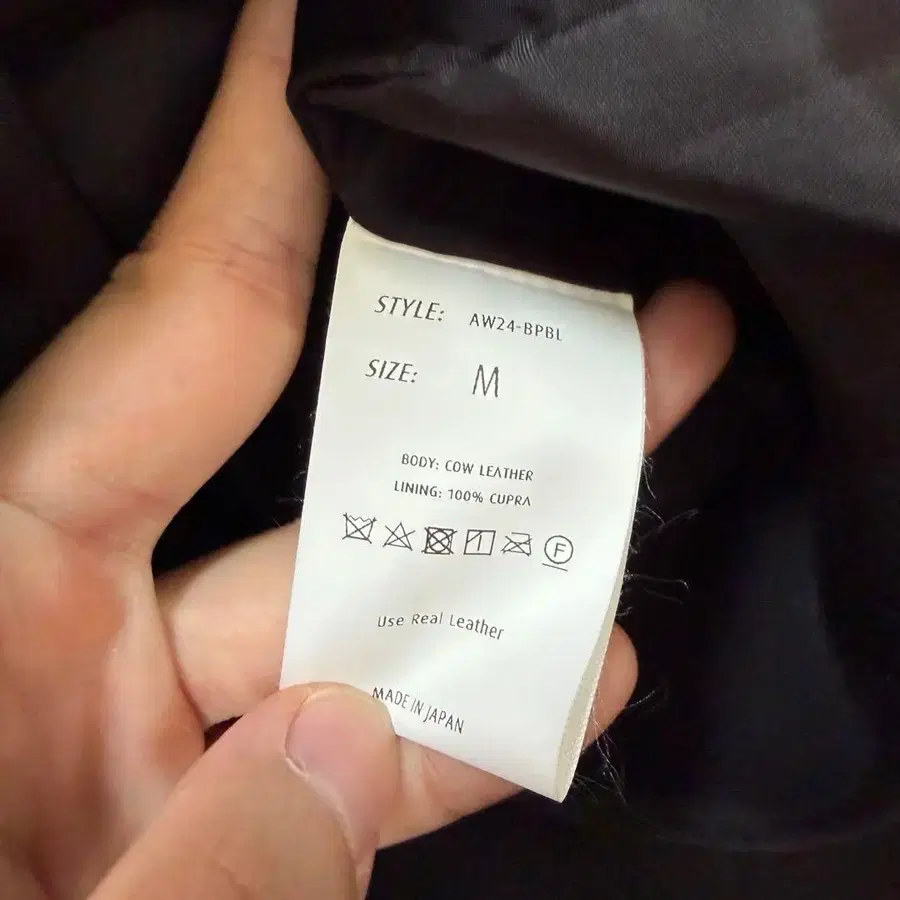 STYLE: AW24-BPBL
SIZE: M
BODY: COW LEATHER
LINING: 100% CUPRA
F
Use Real Leather
MADE IN JAPAN